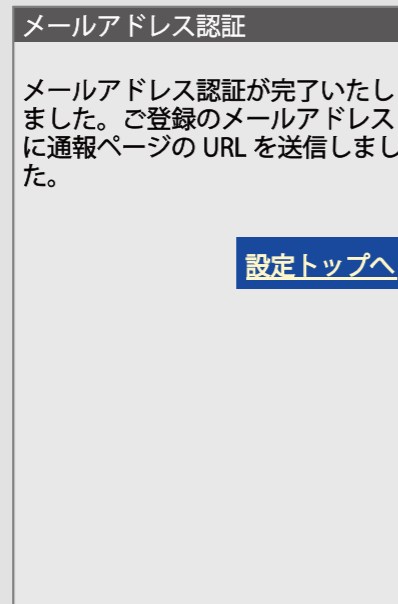 メールアドレス認証
メールアドレス認証が完了いたし
ました。ご登録のメールアドレス
に通報ページの URL を送信しまし
た。
設定トップへ